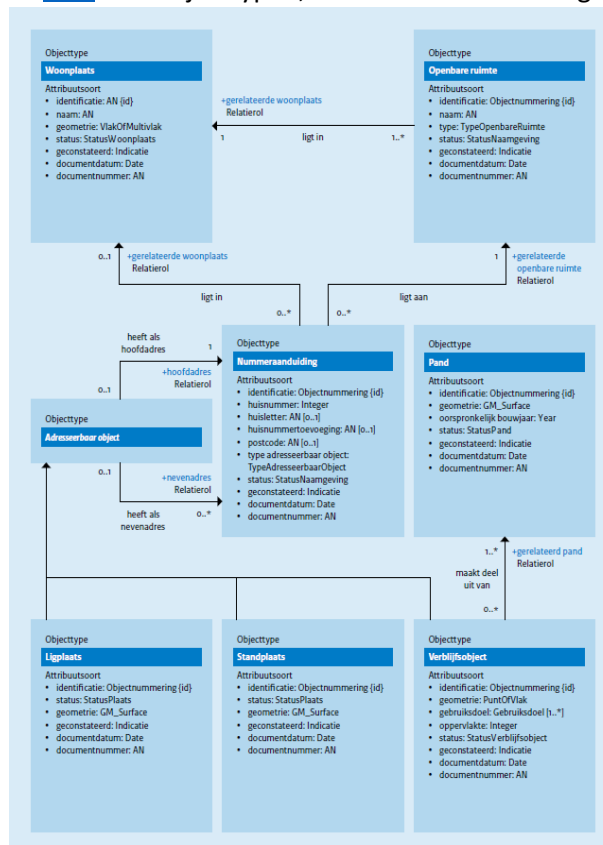 Objecttype
Woonplaats
Attribuutsoort
• identificatie: AN {id}
• naam: AN
• geometrie: VlakOfMultivlak
• status: StatusWoonplaats
• geconstateerd: Indicatie
• documentdatum: Date
• documentnummer: AN
+gerelateerde woonplaats
Relatierol
1
ligt in
1..*
Objecttype
Openbare ruimte
Attribuutsoort
• identificatie: Objectnummering {id}
• naam: AN
• type: TypeOpenbareRuimte
• status: StatusNaamgeving
• geconstateerd: Indicatie
• documentdatum: Date
• documentnummer: AN
0..1
+gerelateerde woonplaats
Relatierol
ligt in
0..*
1
+gerelateerde
openbare ruimte
Relatierol
ligt aan
0..*
heeft als
hoofdadres
1
+hoofdadres
Relatierol
0..1
Objecttype
Adresseerbaar object
0..1
+nevenadres
Relatierol
heeft als
nevenadres
0..*
Objecttype
Nummeraanduiding
Attribuutsoort
• identificatie: Objectnummering {id}
• huisnummer: Integer
• huisletter: AN [0..1]
• huisnummertoevoeging: AN [0..1]
• postcode: AN [0..1]
• type adresseerbaar object:
TypeAdresseerbaarObject
• status: StatusNaamgeving
• geconstateerd: Indicatie
• documentdatum: Date
• documentnummer: AN
Objecttype
Pand
Attribuutsoort
• identificatie: Objectnummering {id}
• geometrie: GM_Surface
• oorspronkelijk bouwjaar: Year
• status: StatusPand
• geconstateerd: Indicatie
• documentdatum: Date
• documentnummer: AN
1..*
+gerelateerd pand
Relatierol
maakt deel
uit van
0..*
Objecttype
Ligplaats
Attribuutsoort
• identificatie: Objectnummering {id}
• status: StatusPlaats
• geometrie: GM_Surface
• geconstateerd: Indicatie
• documentdatum: Date
• documentnummer: AN
Objecttype
Standplaats
Attribuutsoort
• identificatie: Objectnummering {id}
• status: StatusPlaats
• geometrie: GM_Surface
• geconstateerd: Indicatie
• documentdatum: Date
• documentnummer: AN
Objecttype
Verblijfsobject
Attribuutsoort
• identificatie: Objectnummering {id}
• geometrie: PuntOfVlak
• gebruiksdoel: Gebruiksdoel [1..*]
• oppervlakte: Integer
• status: StatusVerblijfsobject
• geconstateerd: Indicatie
• documentdatum: Date
• documentnummer: AN